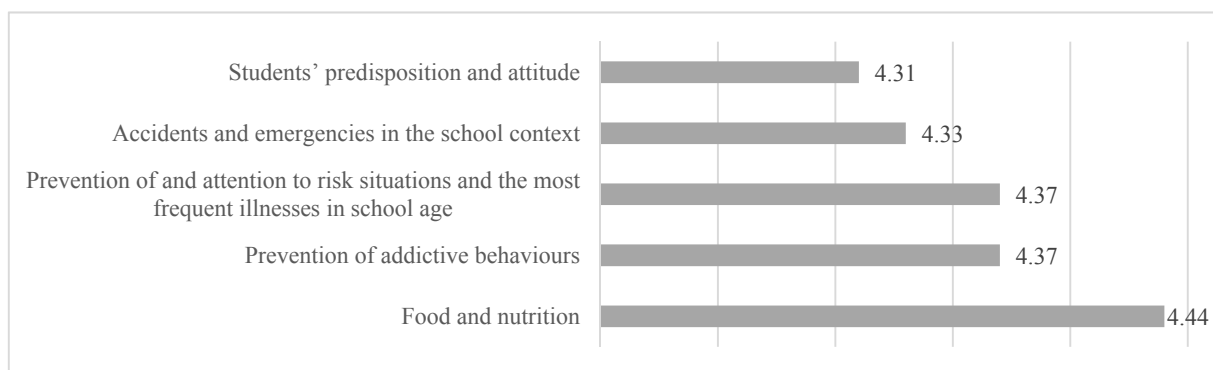 Students’ predisposition and attitude
4.31
Accidents and emergencies in the school context
4.33
Prevention of and attention to risk situations and the most
frequent illnesses in school age
4.37
Prevention of addictive behaviours
4.37
Food and nutrition
4.44